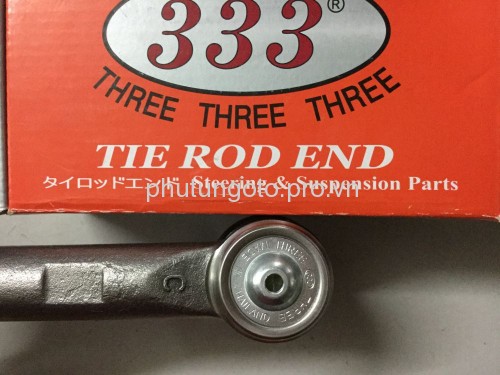 333®
THREE THREE THREE
TIE ROD END
タイロッドエンド Steering & Suspension Parts
phutungoto.pro.vn
C
THREE